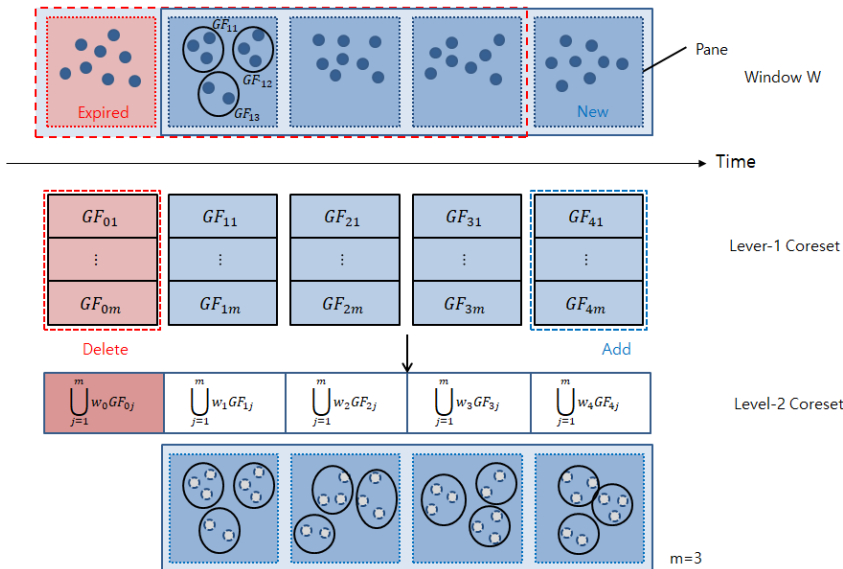 GF₁₁
Pane
Window W
GF₁₂
GF₁₃
Expired
New
Time
GF₀₁ GF₁₁ GF₂₁ GF₃₁ GF₄₁
⋮ ⋮ ⋮ ⋮ ⋮
Lever-1 Coreset
GF₀ₘ GF₁ₘ GF₂ₘ GF₃ₘ GF₄ₘ
Delete
Add
m m m m m
⋃ w₀GF₀ⱼ ⋃ w₁GF₁ⱼ ⋃ w₂GF₂ⱼ ⋃ w₃GF₃ⱼ ⋃ w₄GF₄ⱼ
j=1 j=1 j=1 j=1 j=1
Level-2 Coreset
m=3